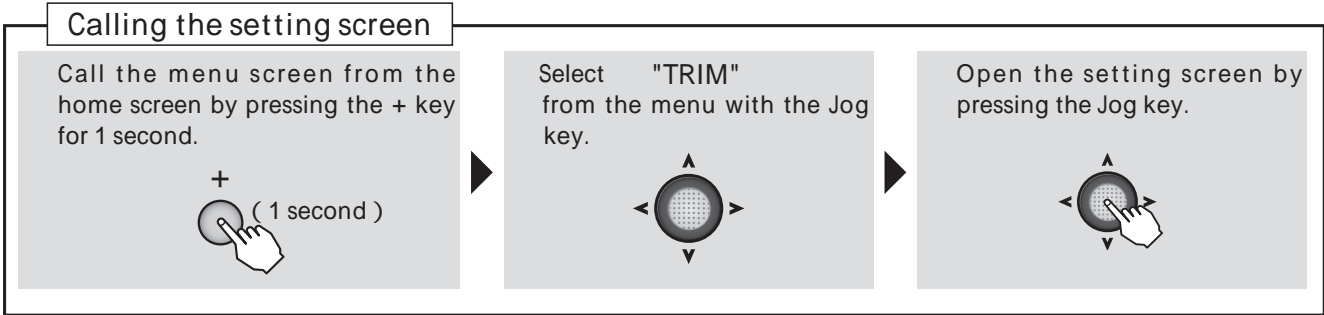 Calling the setting screen
Call the menu screen from the
home screen by pressing the + key
for 1 second.
+
( 1 second )
Select "TRIM"
from the menu with the Jog
key.
Open the setting screen by
pressing the Jog key.